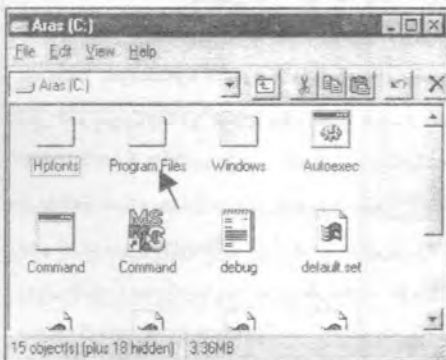 Aras (C:)
File Edit View Help
Aras (C:)
Hpfonts Program Files Windows Autoexec
MS
Command Command debug default.set
15 object(s) (plus 18 hidden) 3,36MB